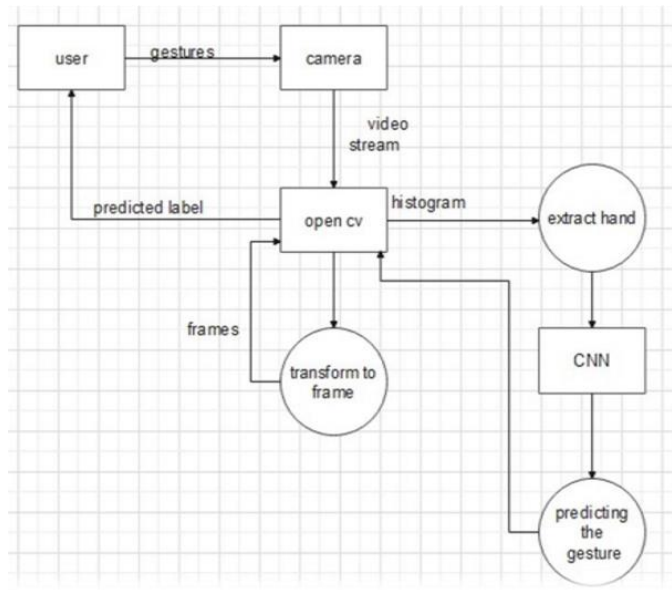 user
gestures
camera
video
stream
predicted label
open cv
histogram
extract hand
frames
transform to
frame
CNN
predicting
the
gesture